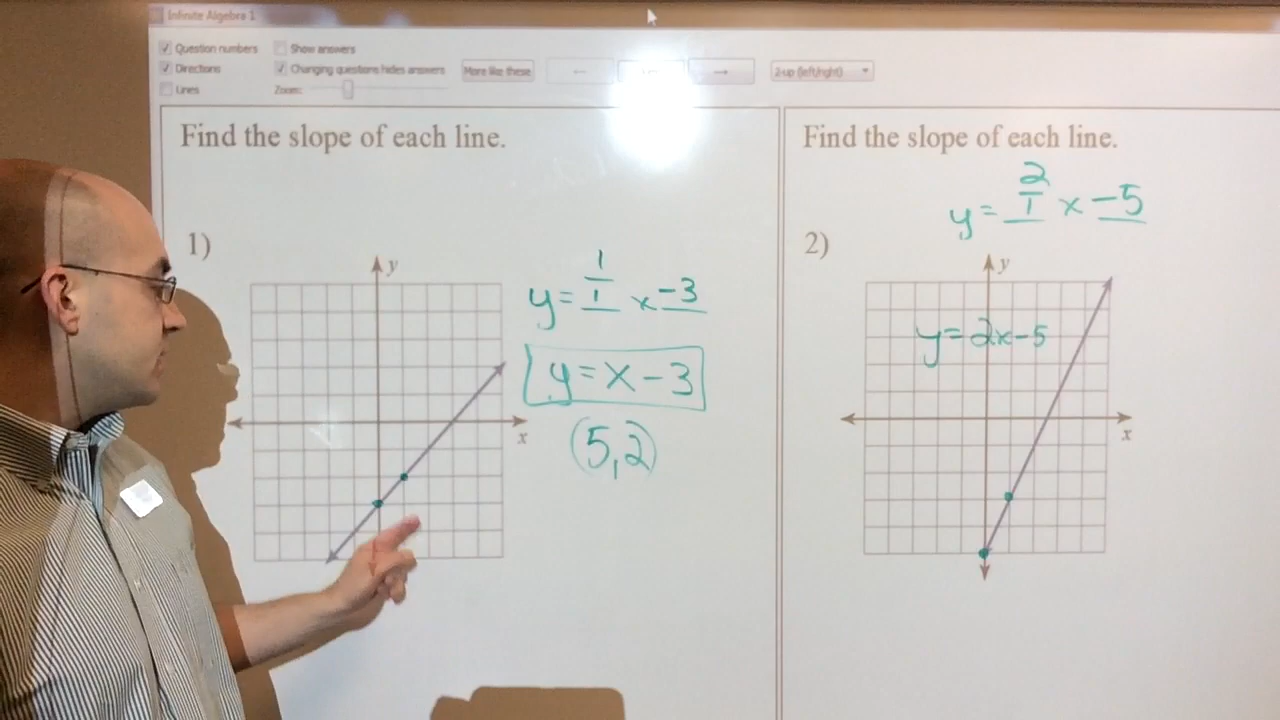 Infinite Algebra 1
Question numbers
Show answers
Directions
Changing questions hides answers
More like these
2-up (left/right)
Lines
Zoom:
Find the slope of each line.
1)
y
x
y = 1/1 x -3
y = x - 3
(5,2)
Find the slope of each line.
y = 2/1 x -5
2)
y
x
y = 2x - 5